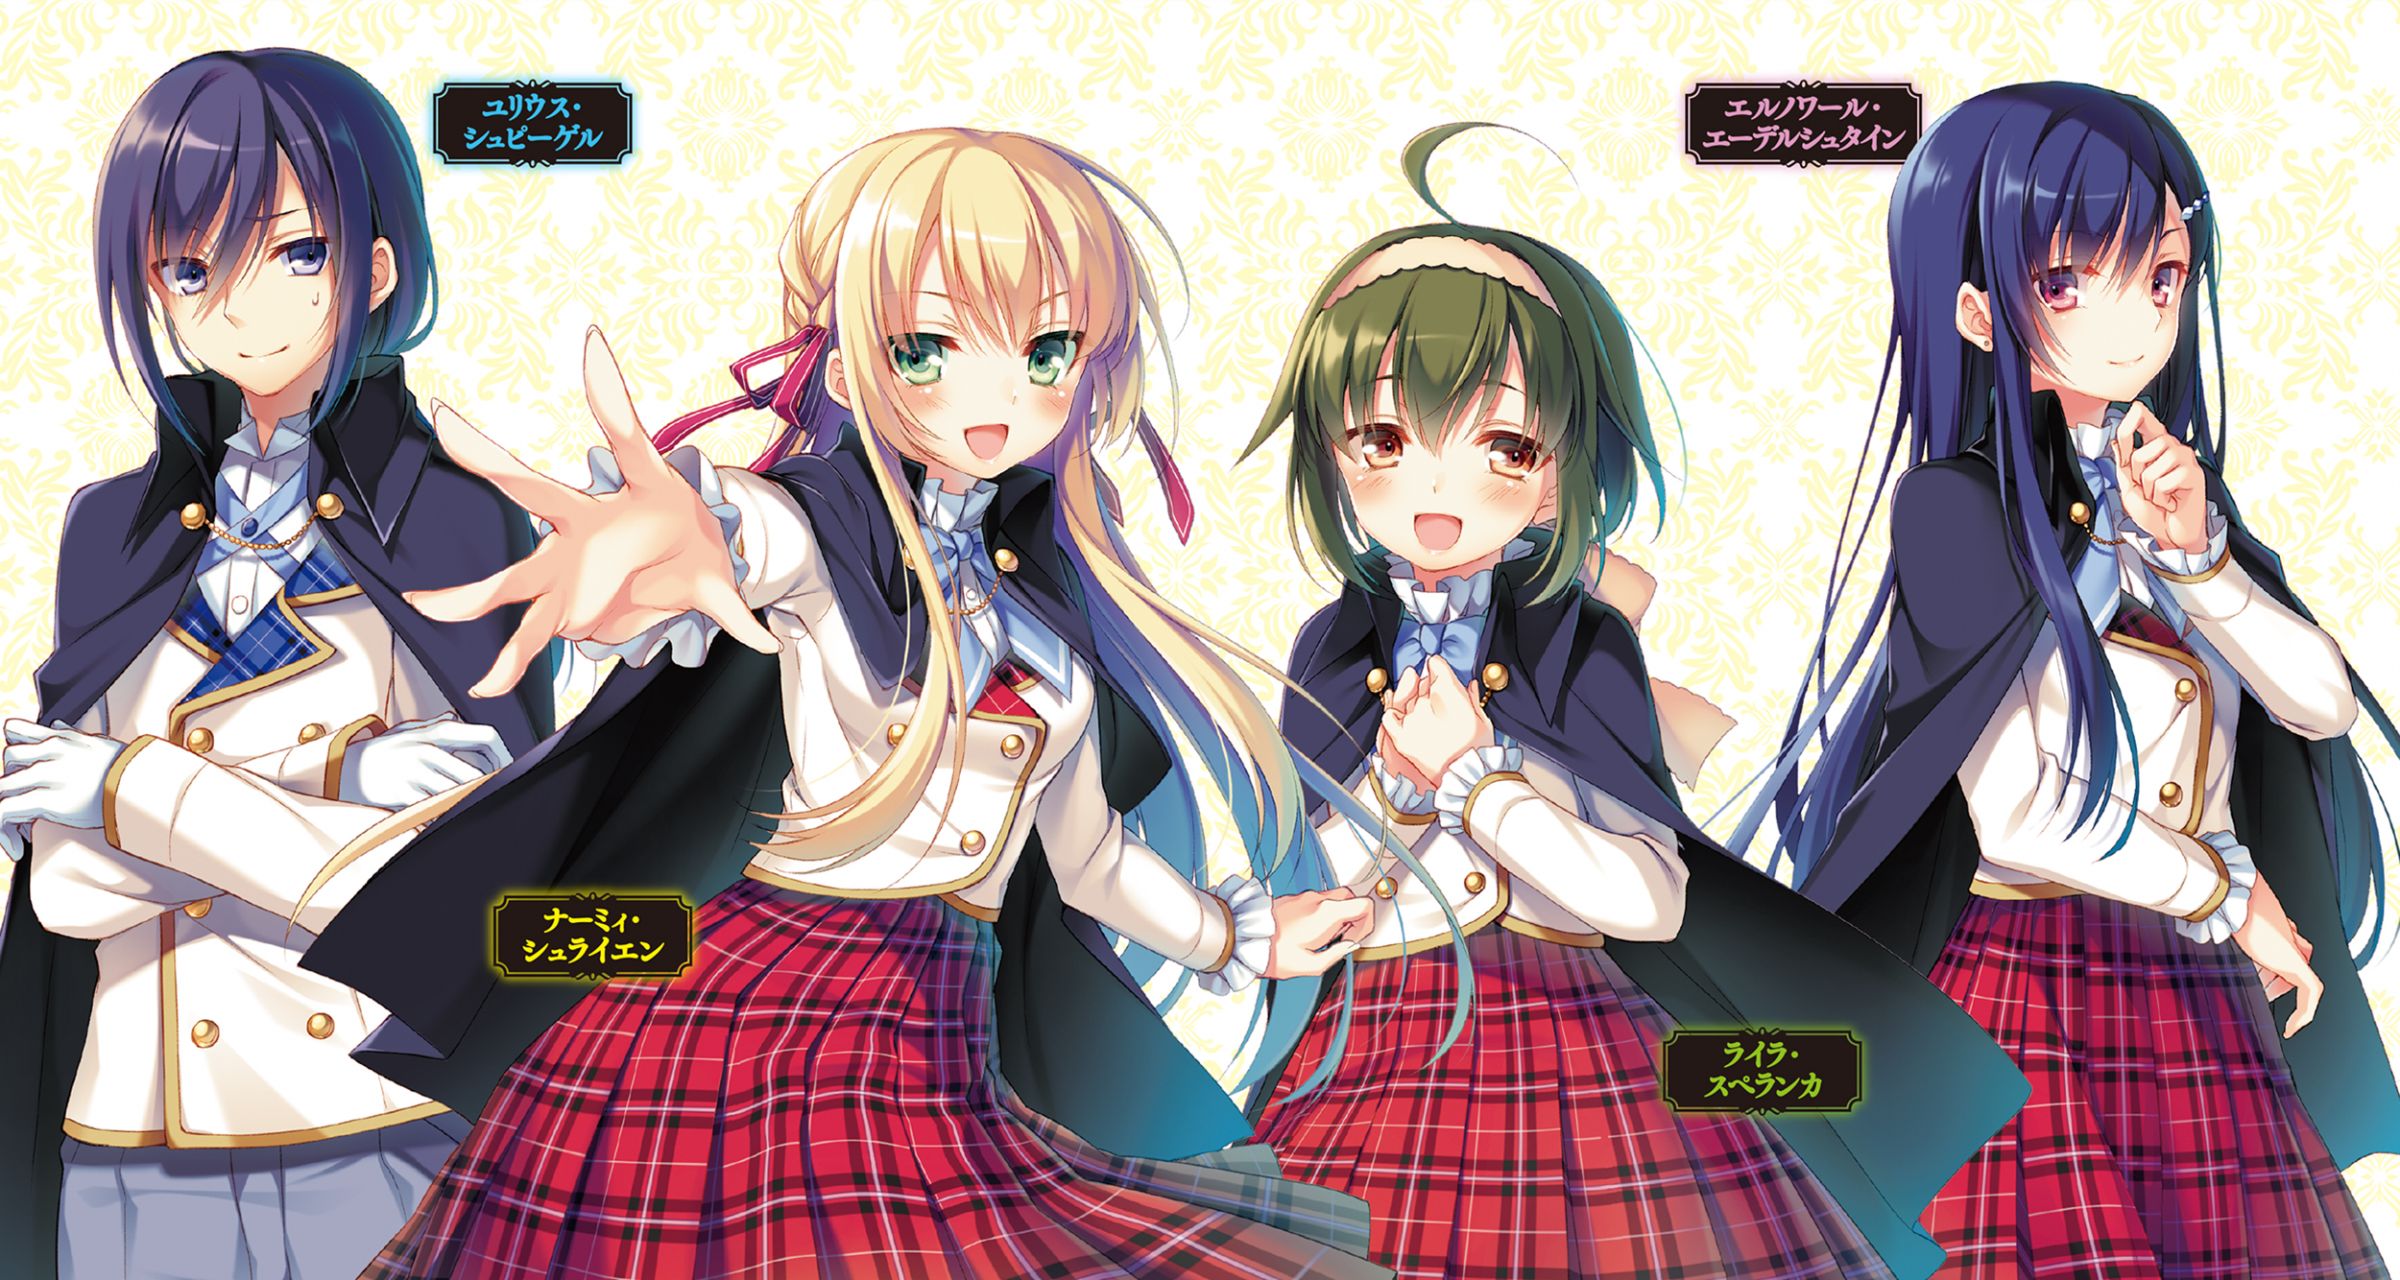 ユリウス・
シュピーゲル
エルノワール・
エーデルシュタイン
ナーミィ・
シュライエン
ライラ・
スペランカ